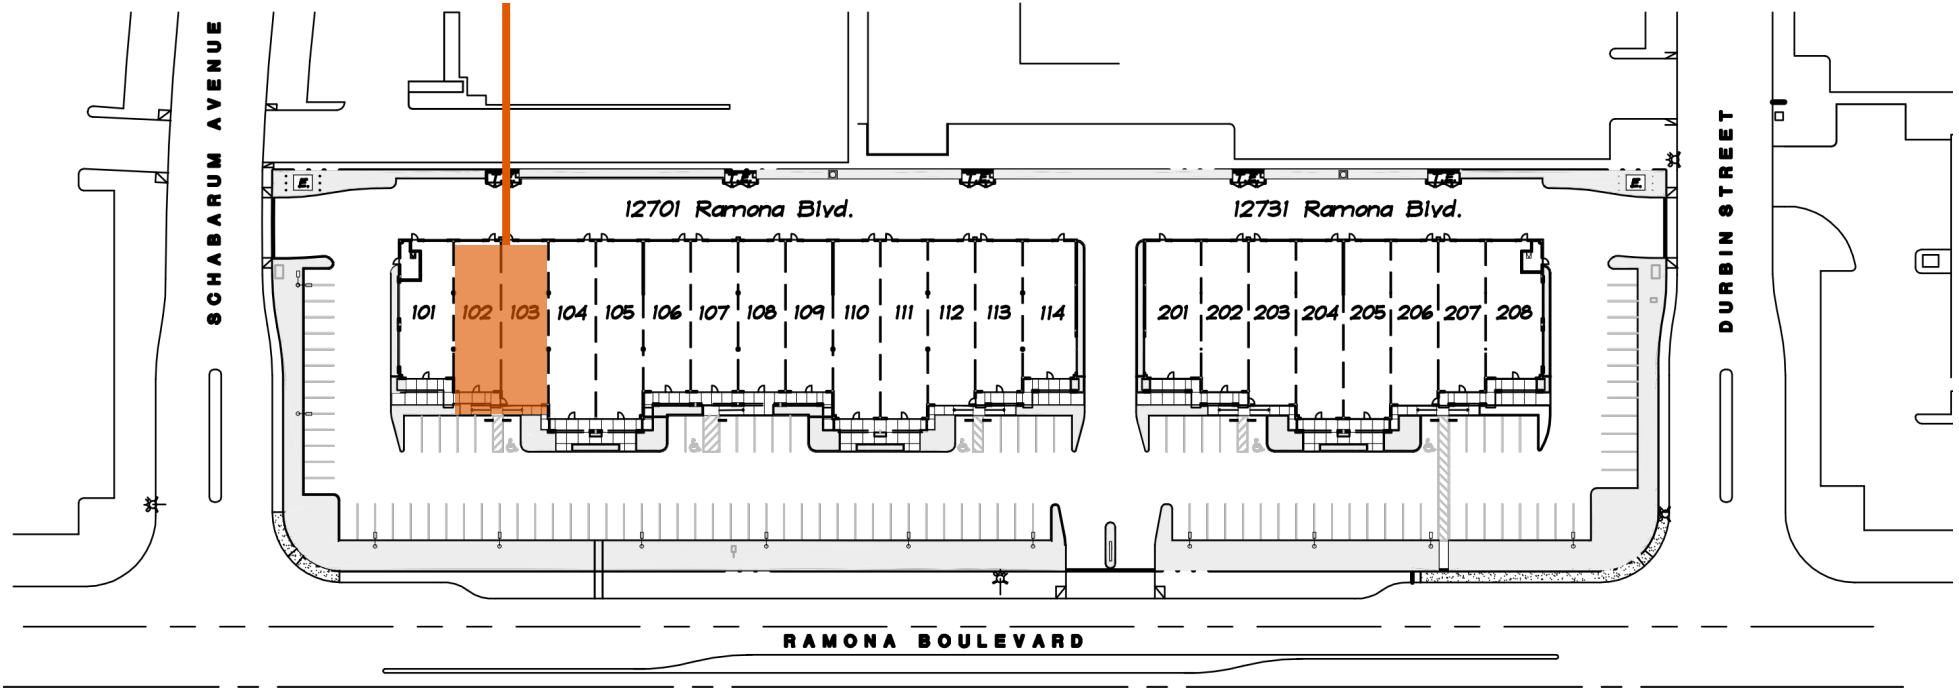 SCHABARUM AVENUE
DURBIN STREET
E.
T.E.
T.E.
T.E.
T.E.
E.
12701 Ramona Blvd.
12731 Ramona Blvd.
101 102 103 104 105 106 107 108 109 110 111 112 113 114
201 202 203 204 205 206 207 208
RAMONA BOULEVARD